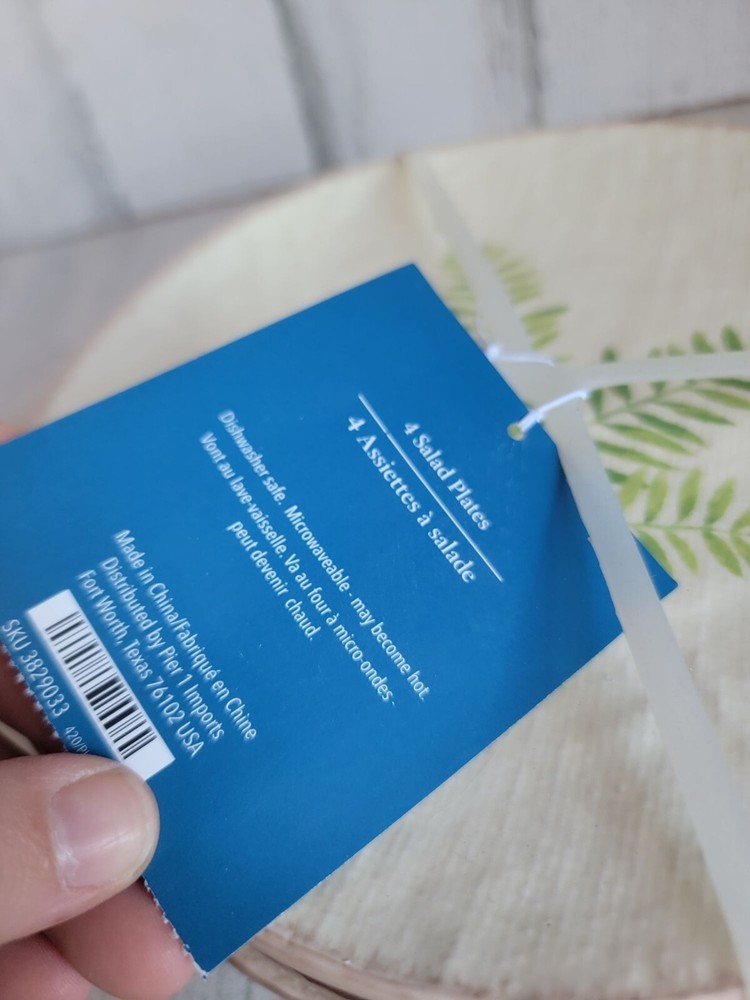 4 Salad Plates
4 Assiettes à salade
Dishwasher safe. Microwaveable - may become hot.
Vont au lave-vaisselle. Va au four à micro-ondes-
peut devenir chaud.
Made in China/Fabriqué en Chine
Distributed by Pier 1 Imports
Fort Worth, Texas 76102 USA
SKU 3829033